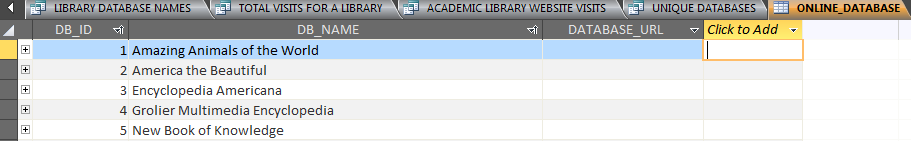 LIBRARY DATABASE NAMES TOTAL VISITS FOR A LIBRARY ACADEMIC LIBRARY WEBSITE VISITS UNIQUE DATABASES ONLINE_DATABASE
DB_ID DB_NAME DATABASE_URL Click to Add
1 Amazing Animals of the World
2 America the Beautiful
3 Encyclopedia Americana
4 Grolier Multimedia Encyclopedia
5 New Book of Knowledge